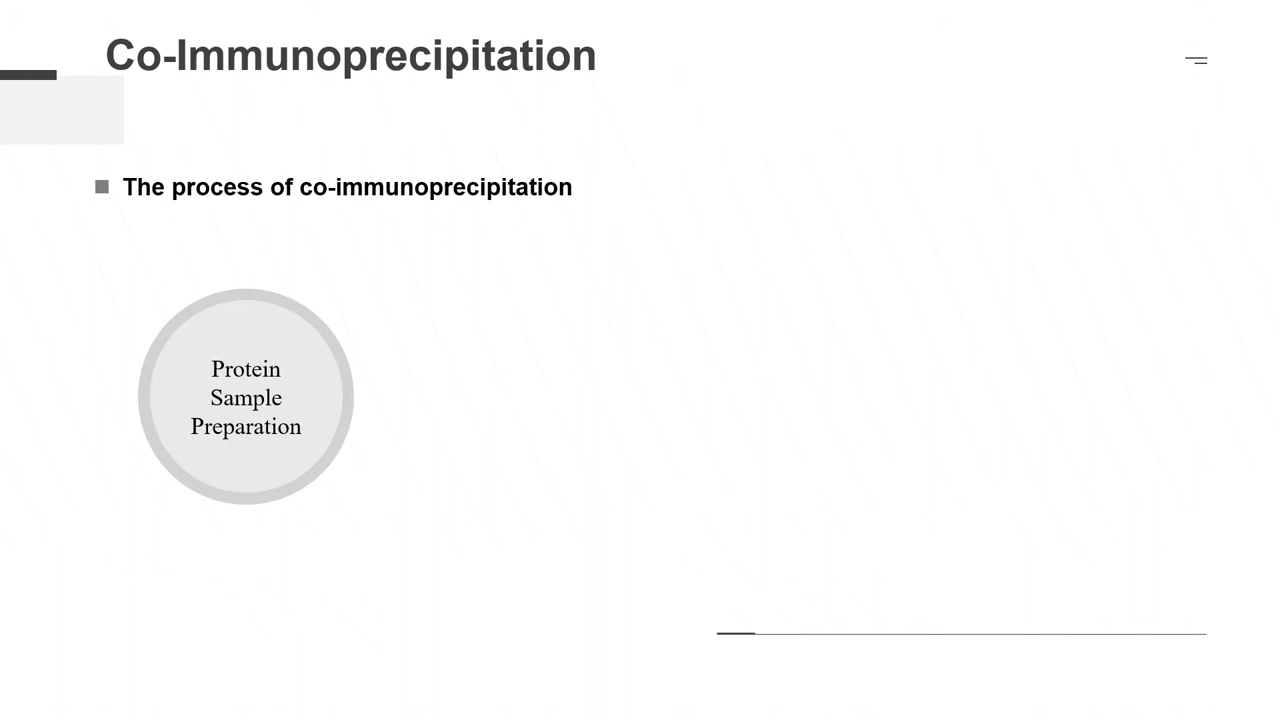 Co-Immunoprecipitation
The process of co-immunoprecipitation
Protein
Sample
Preparation